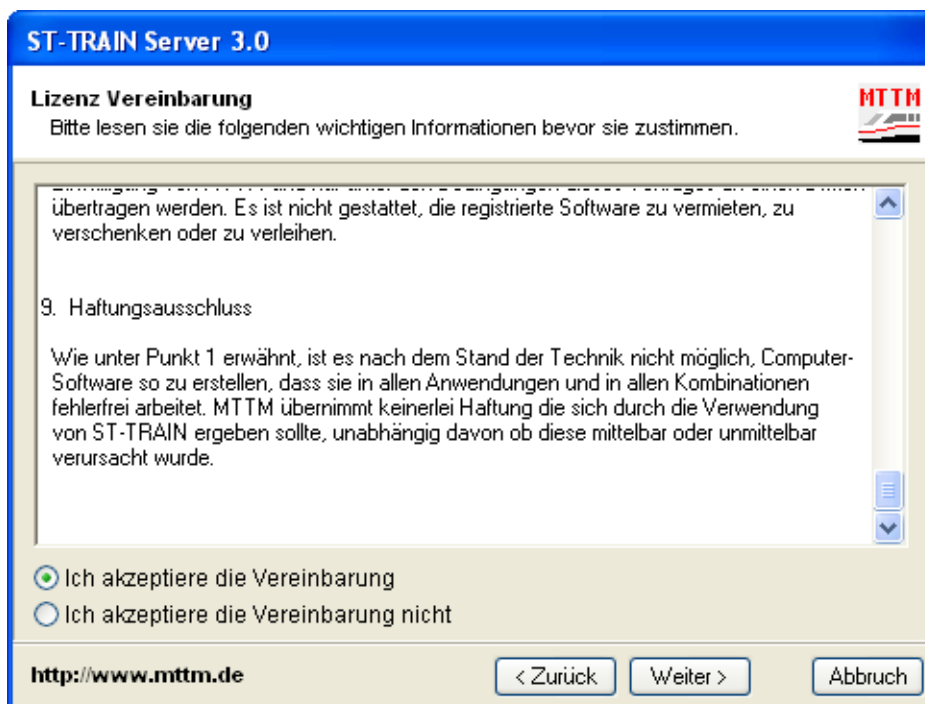 ST-TRAIN Server 3.0
Lizenz Vereinbarung
Bitte lesen sie die folgenden wichtigen Informationen bevor sie zustimmen.
MTTM
übertragen werden. Es ist nicht gestattet, die registrierte Software zu vermieten, zu
verschenken oder zu verleihen.
9. Haftungsausschluss
Wie unter Punkt 1 erwähnt, ist es nach dem Stand der Technik nicht möglich, Computer-
Software so zu erstellen, dass sie in allen Anwendungen und in allen Kombinationen
fehlerfrei arbeitet. MTTM übernimmt keinerlei Haftung die sich durch die Verwendung
von ST-TRAIN ergeben sollte, unabhängig davon ob diese mittelbar oder unmittelbar
verursacht wurde.
Ich akzeptiere die Vereinbarung
Ich akzeptiere die Vereinbarung nicht
http://www.mttm.de
< Zurück
Weiter >
Abbruch